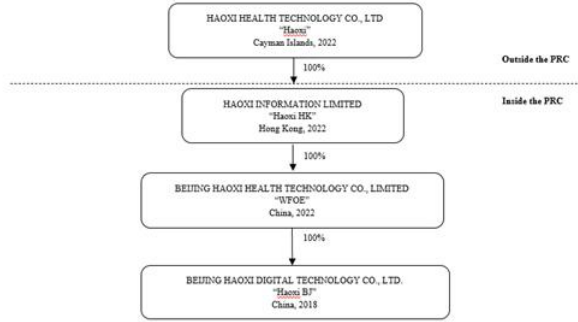 HAOXI HEALTH TECHNOLOGY CO., LTD
“Haoxi”
Cayman Islands, 2022
100%
Outside the PRC
Inside the PRC
HAOXI INFORMATION LIMITED
“Haoxi HK”
Hong Kong, 2022
100%
BEIJING HAOXI HEALTH TECHNOLOGY CO., LIMITED
“WFOE”
China, 2022
100%
BEIJING HAOXI DIGITAL TECHNOLOGY CO., LTD.
“Haoxi BJ”
China, 2018